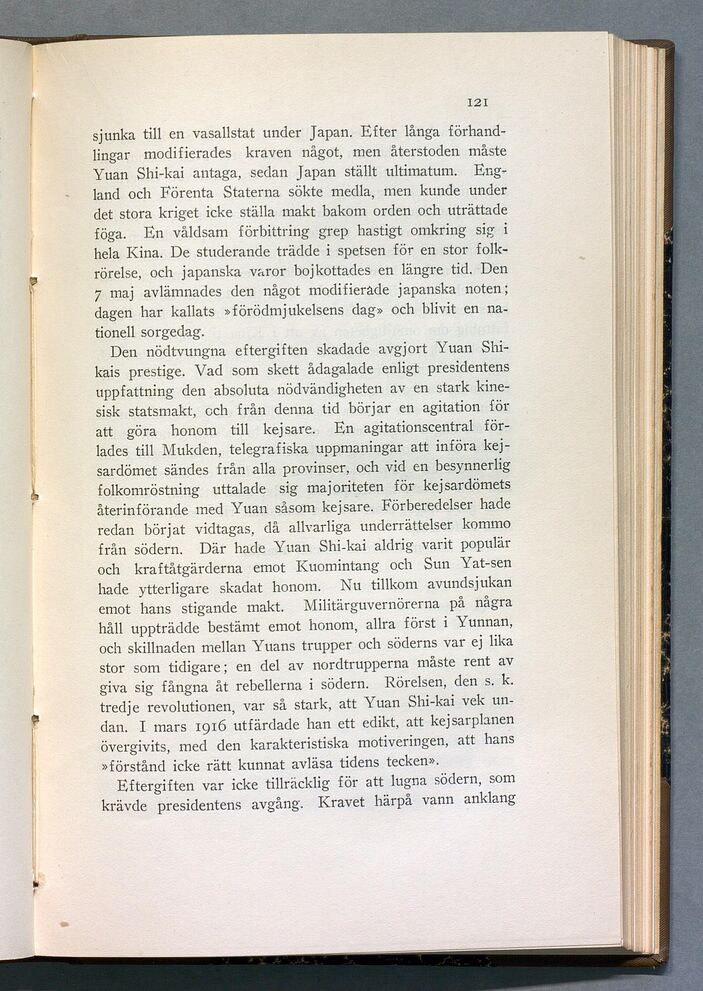 121
sjunka till en vasallstat under Japan. Efter långa förhand-
lingar modifierades kraven något, men återstoden måste
Yuan Shi-kai antaga, sedan Japan ställt ultimatum. Eng-
land och Förenta Staterna sökte medla, men kunde under
det stora kriget icke ställa makt bakom orden och uträttade
föga. En våldsam förbittring grep hastigt omkring sig i
hela Kina. De studerande trädde i spetsen för en stor folk-
rörelse, och japanska varor bojkottades en längre tid. Den
7 maj avlämnades den något modifierade japanska noten;
dagen har kallats »förödmjukelsens dag» och blivit en na-
tionell sorgedag.
Den nödtvungna eftergiften skadade avgjort Yuan Shi-
kais prestige. Vad som skett ådagalade enligt presidentens
uppfattning den absoluta nödvändigheten av en stark kine-
sisk statsmakt, och från denna tid börjar en agitation för
att göra honom till kejsare. En agitationscentral för-
lades till Mukden, telegrafiska uppmaningar att införa kej-
sardömet sändes från alla provinser, och vid en besynnerlig
folkomröstning uttalade sig majoriteten för kejsardömets
återinförande med Yuan såsom kejsare. Förberedelser hade
redan börjat vidtagas, då allvarliga underrättelser kommo
från södern. Där hade Yuan Shi-kai aldrig varit populär
och kraftåtgärderna emot Kuomintang och Sun Yat-sen
hade ytterligare skadat honom. Nu tillkom avundsjukan
emot hans stigande makt. Militärguvernörerna på några
håll uppträdde bestämt emot honom, allra först i Yunnan,
och skillnaden mellan Yuans trupper och söderns var ej lika
stor som tidigare; en del av nordtrupperna måste rent av
giva sig fångna åt rebellerna i södern. Rörelsen, den s. k.
tredje revolutionen, var så stark, att Yuan Shi-kai vek un-
dan. I mars 1916 utfärdade han ett edikt, att kejsarplanen
övergivits, med den karakteristiska motiveringen, att hans
»förstånd icke rätt kunnat avläsa tidens tecken».
Eftergiften var icke tillräcklig för att lugna södern, som
krävde presidentens avgång. Kravet härpå vann anklang